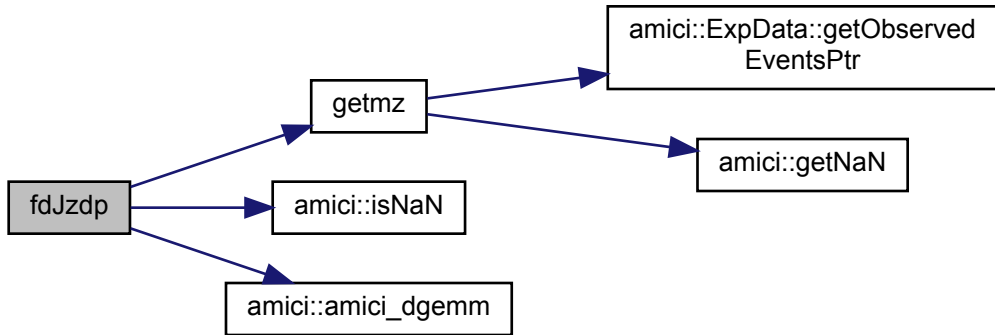 fdJzdp
getmz
amici::isNaN
amici::amici_dgemm
amici::ExpData::getObserved
EventsPtr
amici::getNaN